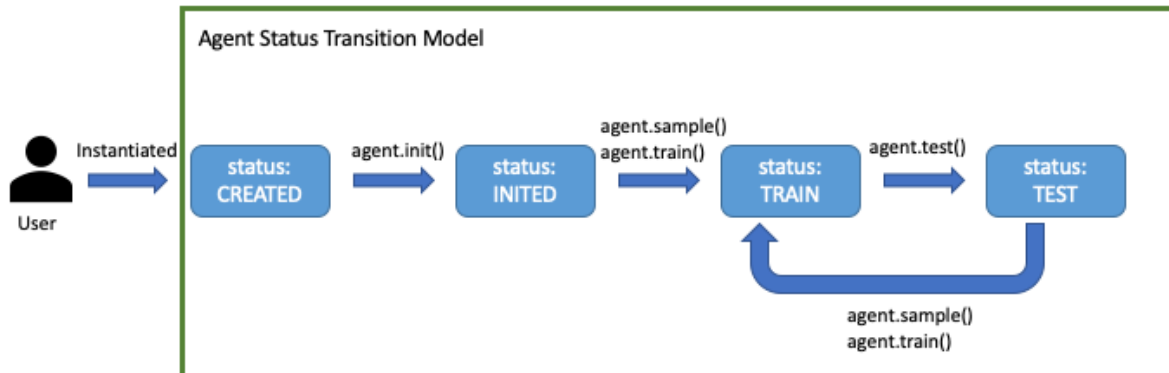 Agent Status Transition Model
Instantiated
User
status:
CREATED
agent.init()
status:
INITED
agent.sample()
agent.train()
status:
TRAIN
agent.test()
status:
TEST
agent.sample()
agent.train()